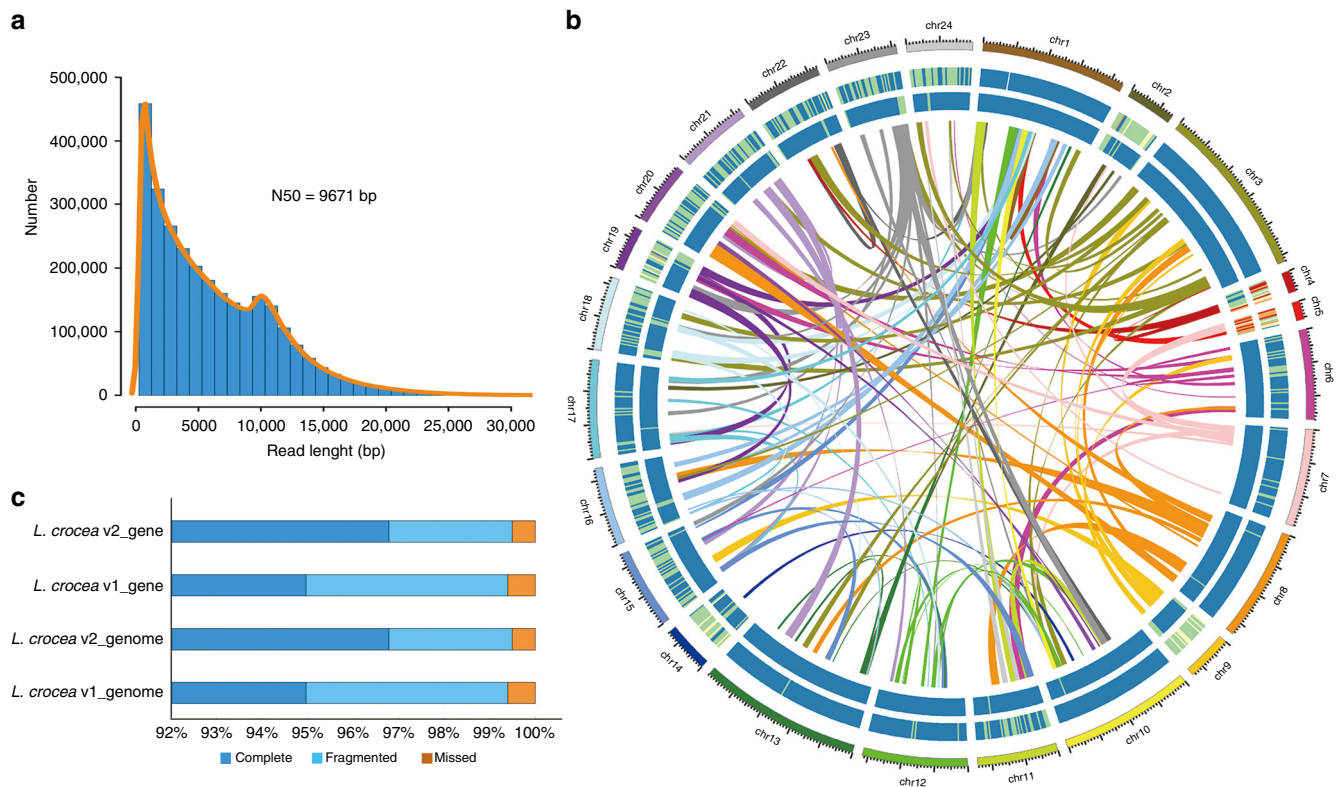 a
500,000
400,000
300,000
200,000
100,000
0
Number
N50 = 9671 bp
0
5000
10,000
15,000
20,000
25,000
30,000
Read lenght (bp)
b
chr1
chr2
chr3
chr4
chr5
chr6
chr7
chr8
chr9
chr10
chr11
chr12
chr13
chr14
chr15
chr16
chr17
chr18
chr19
chr20
chr21
chr22
chr23
chr24
c
L. crocea v2_gene
L. crocea v1_gene
L. crocea v2_genome
L. crocea v1_genome
92% 93% 94% 95% 96% 97% 98% 99% 100%
Complete Fragmented Missed